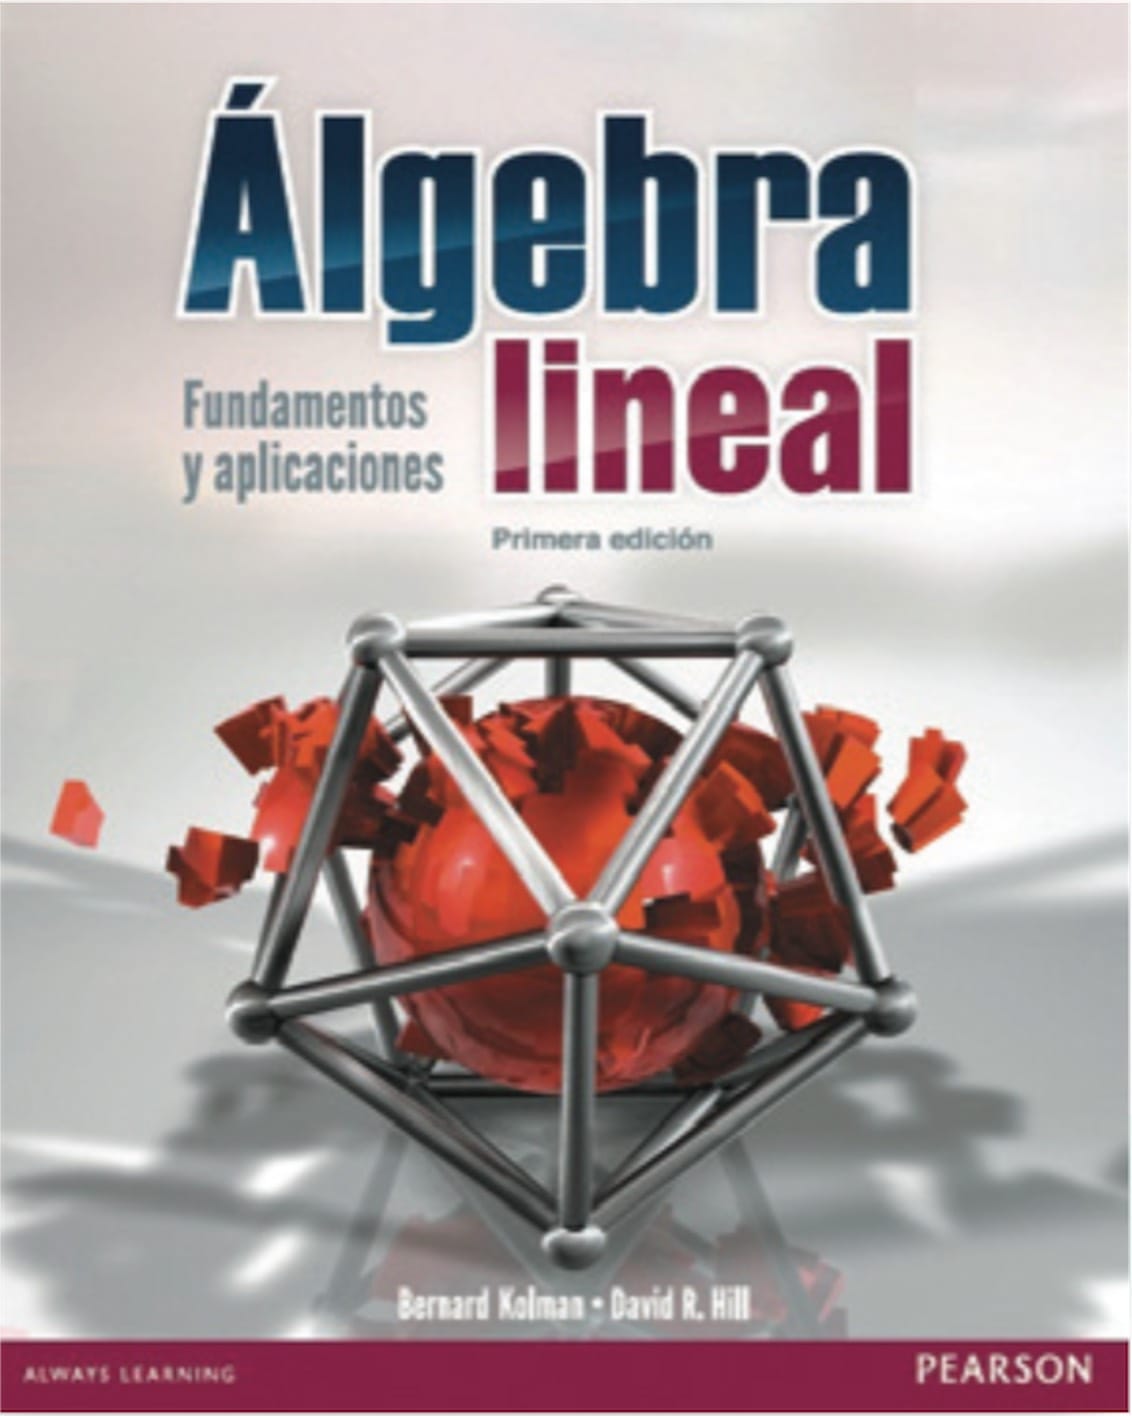 Álgebra
lineal
Fundamentos
y aplicaciones
Primera edición
Bernard Kolman • David R. Hill
ALWAYS LEARNING
PEARSON